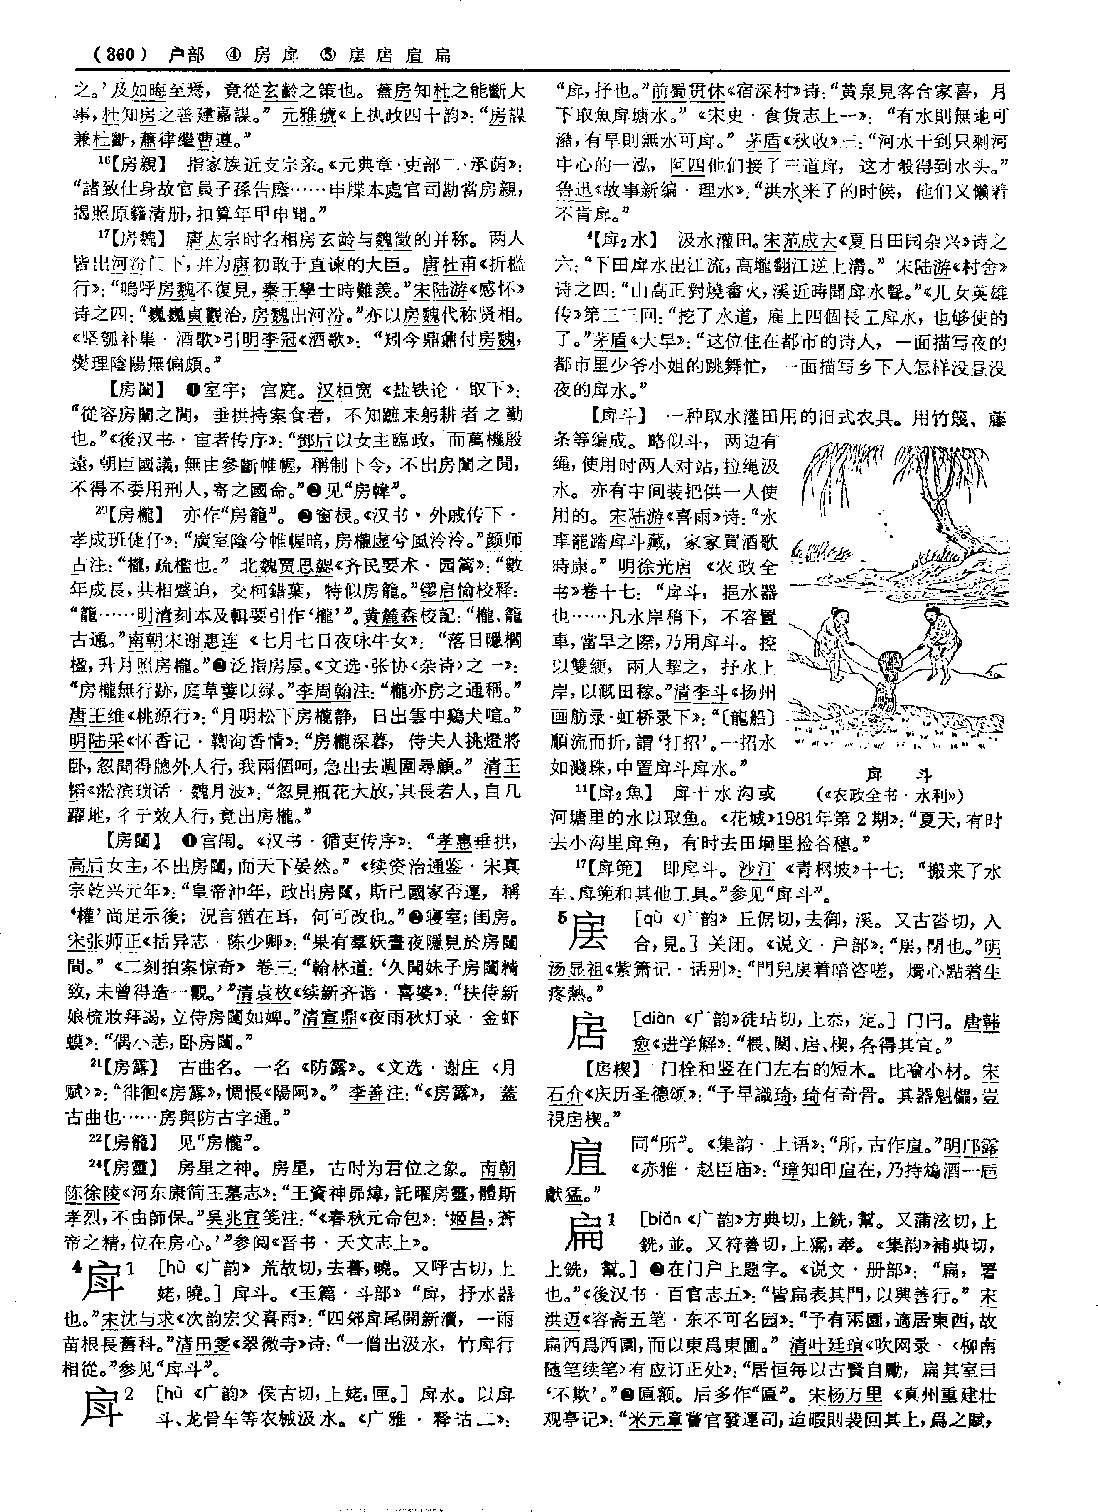 （360） 户部 ④房戽 ⑤㕎扂𢨷扁
之。’及如晦至焉，竟從玄齡之策也。蓋房知杜之能斷大
事，杜知房之善建嘉謀。” 元雅琥《上执政四十韵》：“房謀
兼杜斷，蕭律繼曹遵。”
16【房親】 指家族近支宗亲。《元典章·吏部二·承荫》：
“諸致仕身故官員子孫告廕……申牒本處官司勘當房親，
揭照原籍清册，扣算年甲申明。”
17【房魏】 唐太宗时名相房玄龄与魏徵的并称。两人
皆出河汾门下，并为唐初敢于直谏的大臣。唐杜甫《折槛
行》：“嗚呼房魏不復見，秦王學士時難羨。”宋陆游《感怀》
诗之四：“巍巍貞觀治，房魏出河汾。”亦以房魏代称贤相。
《坚瓠补集·酒歌》引明李冠《酒歌》：“矧今鼎鼐付房魏，
燮理陰陽無偏頗。”
【房闈】 ❶室宇；宫庭。汉桓宽《盐铁论·取下》：
“從容房闈之間，垂拱持案食者，不知蹠耒躬耕者之勤
也。”《後汉书·宦者传序》：“鄧后以女主臨政，而萬機殷
遠，朝臣國議，無由參斷帷幄，稱制下令，不出房闈之間，
不得不委用刑人，寄之國命。”❷见“房幃”。
20【房櫳】 亦作“房籠”。❶窗棂。《汉书·外戚传下·
孝成班倢伃》：“廣室陰兮帷幄暗，房櫳虚兮風泠泠。”颜师
古注：“櫳，疏檻也。” 北魏贾思勰《齐民要术·园篱》：“數
年成長，共相蹙迫，交柯錯葉，特似房籠。”缪启愉校释：
“籠……明清刻本及輯要引作‘櫳’”。黄麓森校記：“櫳、籠
古通。”南朝宋谢惠连《七月七日夜咏牛女》：“落日隱櫩
楹，升月照房櫳。”❷泛指房屋。《文选·张协〈杂诗〉之一》：
“房櫳無行跡，庭草萋以緑。”李周翰注：“櫳亦房之通稱。”
唐王维《桃源行》：“月明松下房櫳静，日出雲中鷄犬喧。”
明陆采《怀香记·鞫询香情》：“房櫳深暮，侍夫人挑燈將
卧，忽聞得牕外人行，我兩個呵，急出去週圍尋顧。” 清王
韬《淞滨琐话·魏月波》：“忽見瓶花大放，其長若人，自几
躍地，彳亍效人行，竟出房櫳。”
【房闥】 ❶宫闱。《汉书·循吏传序》：“孝惠垂拱，
高后女主，不出房闥，而天下晏然。” 《续资治通鉴·宋真
宗乾兴元年》：“皇帝冲年，政出房闥，斯已國家否運，稱
‘權’尚足示後；況言猶在耳，何可改也。”❷寝室；闺房。
宋张师正《括异志·陈少卿》：“果有羣妖晝夜隱見於房闥
間。” 《二刻拍案惊奇》卷三：“翰林道：‘久聞妹子房闥精
致，未曾得造一觀。’”清袁枚《续新齐谐·喜婆》：“扶侍新
娘梳妝拜謁，立侍房闥如婢。”清宣鼎《夜雨秋灯录·金虾
蟆》：“偶小恙，卧房闥。”
21【房露】 古曲名。一名《防露》。《文选·谢庄〈月
赋〉》：“徘徊《房露》，惆悵《陽阿》。” 李善注：“《房露》，蓋
古曲也……房與防古字通。”
22【房籠】 见“房櫳”。
24【房靈】 房星之神。房星，古时为君位之象。南朝
陈徐陵《河东康简王墓志》：“王資神昴緯，託曜房靈，體斯
孝烈，不由師保。”吴兆宜笺注：“《春秋元命包》：‘姬昌，蒼
帝之精，位在房心。’”参阅《晋书·天文志上》。
4 戽1 ［hù《广韵》荒故切，去暮，曉。又呼古切，上
姥，曉。］戽斗。《玉篇·斗部》：“戽，抒水器
也。”宋沈与求《次韵宏父喜雨》：“四郊戽尾開新瀆，一雨
苗根長舊科。”清田雯《翠微寺》诗：“一僧出汲水，竹戽行
相從。”参见“戽斗”。
戽2 ［hù《广韵》侯古切，上姥，匣。］戽水。以戽
斗、龙骨车等农械汲水。《广雅·释诂二》：
“戽，抒也。”前蜀贯休《宿深村》诗：“黄泉見客合家喜，月
下取魚戽塘水。” 《宋史·食货志上一》：“有水則無地可
瀦，有旱則無水可戽。” 茅盾《秋收》三：“河水干到只剩河
中心的一泓，阿四他们接了三道戽，这才彀得到水头。”
鲁迅《故事新编·理水》：“洪水来了的时候，他们又懒着
不肯戽。”
4【戽2水】 汲水灌田。宋范成大《夏日田园杂兴》诗之
六：“下田戽水出江流，高壠翻江逆上溝。” 宋陆游《村舍》
诗之四：“山高正對燒畬火，溪近時聞戽水聲。”《儿女英雄
传》第三三回：“挖了水道，雇上四個長工戽水，也够使的
了。”茅盾《大旱》：“这位住在都市的诗人，一面描写夜的
都市里少爷小姐的跳舞忙，一面描写乡下人怎样没昼没
夜的戽水。”
【戽斗】 一种取水灌田用的旧式农具。用竹篾、藤
条等编成。略似斗，两边有
绳，使用时两人对站，拉绳汲
水。亦有中间装把供一人使
用的。宋陆游《喜雨》诗：“水
車罷踏戽斗藏，家家買酒歌
時康。” 明徐光启《农政全
书》卷十七：“戽斗，挹水器
也……凡水岸稍下，不容置
車，當旱之際，乃用戽斗。控
以雙綆，兩人掣之，抒水上
岸，以溉田稼。”清李斗《扬州
画舫录·虹桥录下》：“〔龍船〕
順流而折，謂‘打招’。一招水
如濺珠，中置戽斗戽水。”
戽　斗
（《农政全书·水利》）
11【戽2魚】 戽干水沟或
河塘里的水以取鱼。《花城》1981年第2期：“夏天，有时
去小沟里戽鱼，有时去田垌里捡谷穗。”
17【戽篼】 即戽斗。沙汀《青㭎坡》十七：“搬来了水
车、戽篼和其他工具。”参见“戽斗”。
5 㕎 ［qù《广韵》丘倨切，去御，溪。又古沓切，入
合，見。］关闭。《说文·户部》：“㕎，閉也。”明
汤显祖《紫箫记·话别》：“門兒㕎着暗咨嗟，燭心點着生
疼熱。”
扂 ［diàn《广韵》徒玷切，上忝，定。］门闩。唐韩
愈《进学解》：“椳、闑、扂、楔，各得其宜。”
【扂楔】 门栓和竖在门左右的短木。比喻小材。宋
石介《庆历圣德颂》：“予早識琦，琦有奇骨。其器魁儡，豈
視扂楔。”
𢨷 同“所”。《集韵·上语》：“所，古作𢨷。”明邝露
《赤雅·赵臣庙》：“璋知印𢨷在，乃持鴆酒一卮
獻猛。”
扁1 ［biǎn《广韵》方典切，上銑，幫。又蒲泫切，上
銑，並。又符善切，上獮，奉。《集韵》補典切，
上銑，幫。］❶在门户上题字。《说文·册部》：“扁，署
也。”《後汉书·百官志五》：“皆扁表其門，以興善行。” 宋
洪迈《容斋五笔·东不可名园》：“予有兩園，適居東西，故
扁西爲西園，而以東爲東圃。” 清叶廷琯《吹网录·〈柳南
随笔续笔〉有应订正处》：“居恒每以古賢自勵，扁其室曰
‘不欺’。”❷匾额。后多作“匾”。宋杨万里《真州重建壮
观亭记》：“米元章嘗官發運司，迨暇則裴回其上，爲之賦，